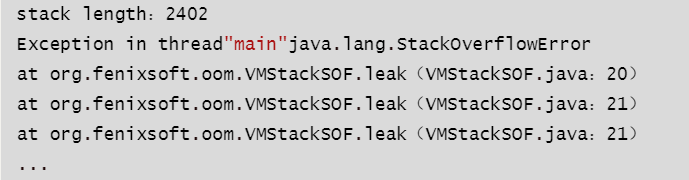 stack length：2402
Exception in thread"main"java.lang.StackOverflowError
at org.fenixsoft.oom.VMStackSOF.leak（VMStackSOF.java：20）
at org.fenixsoft.oom.VMStackSOF.leak（VMStackSOF.java：21）
at org.fenixsoft.oom.VMStackSOF.leak（VMStackSOF.java：21）
...